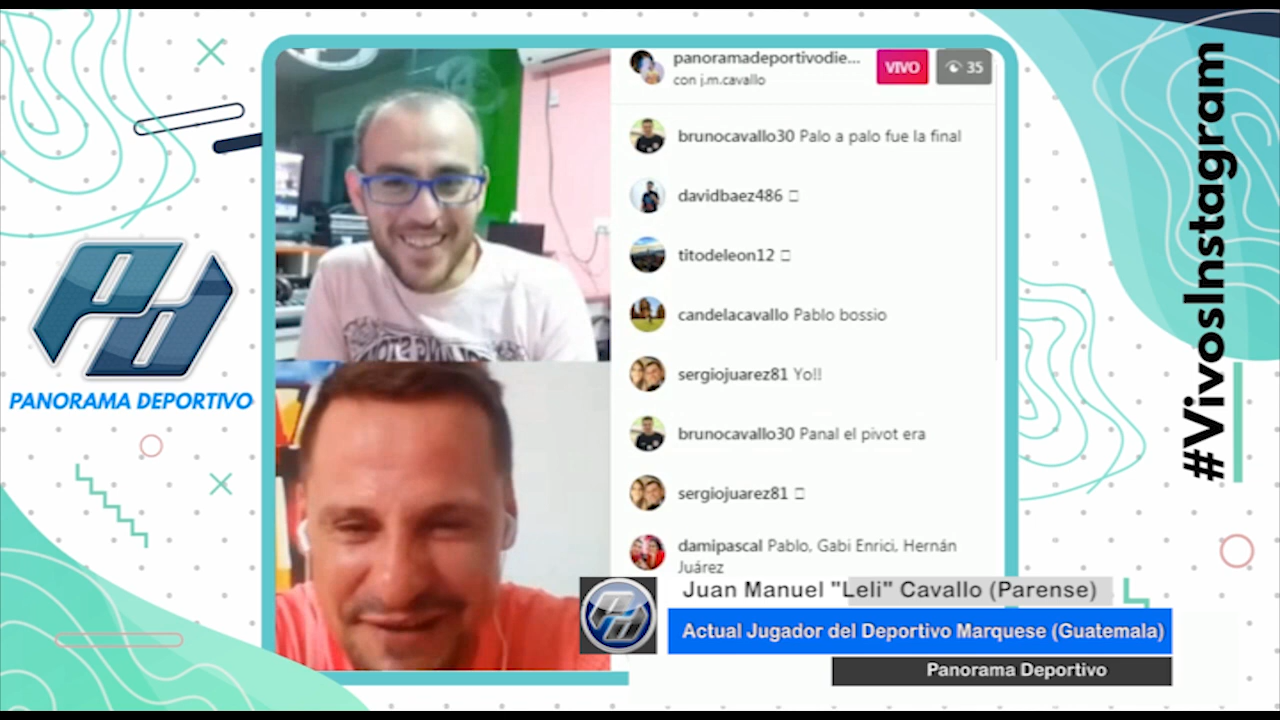 panoramadeportivodie...
con j.m.cavallo
VIVO
35
brunocavallo30 Palo a palo fue la final
davidbaez486
titodeleon12
candelacavallo Pablo bossio
sergiojuarez81 Yo!!
brunocavallo30 Panal el pivot era
sergiojuarez81
damipascal Pablo, Gabi Enrici, Hernán
Juárez
PD
PANORAMA DEPORTIVO
#VivosInstagram
PD
Juan Manuel "Leli" Cavallo (Parense)
Actual Jugador del Deportivo Marquese (Guatemala)
Panorama Deportivo